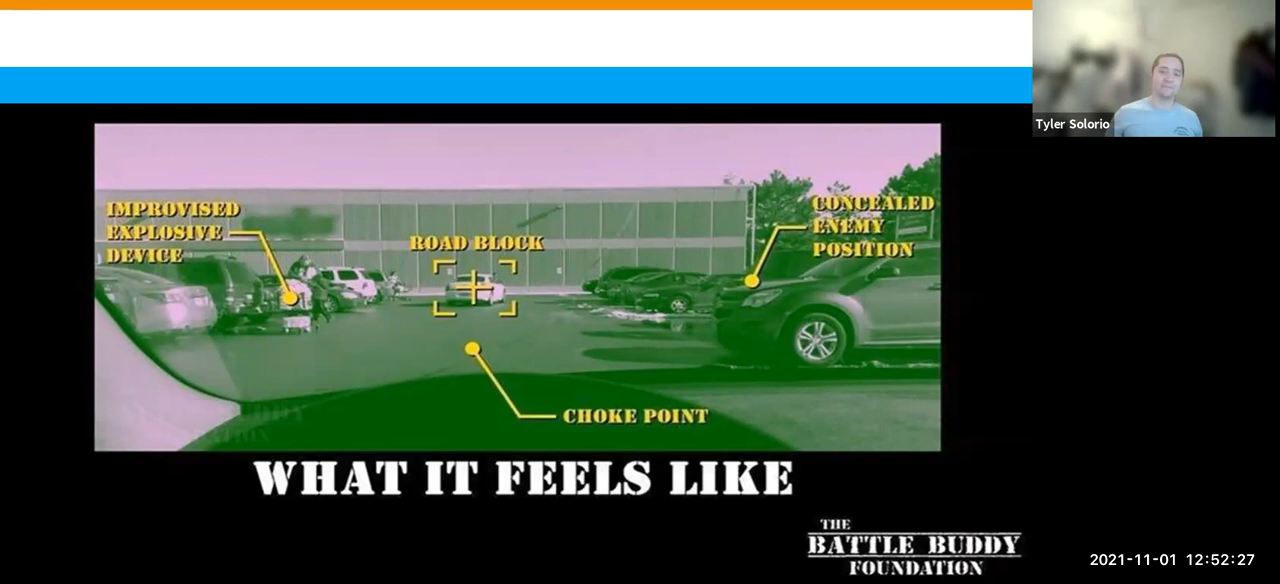 Tyler Solorio
IMPROVISED
EXPLOSIVE
DEVICE
ROAD BLOCK
CONCEALED
ENEMY
POSITION
CHOKE POINT
WHAT IT FEELS LIKE
THE
BATTLE BUDDY
FOUNDATION
2021-11-01 12:52:27